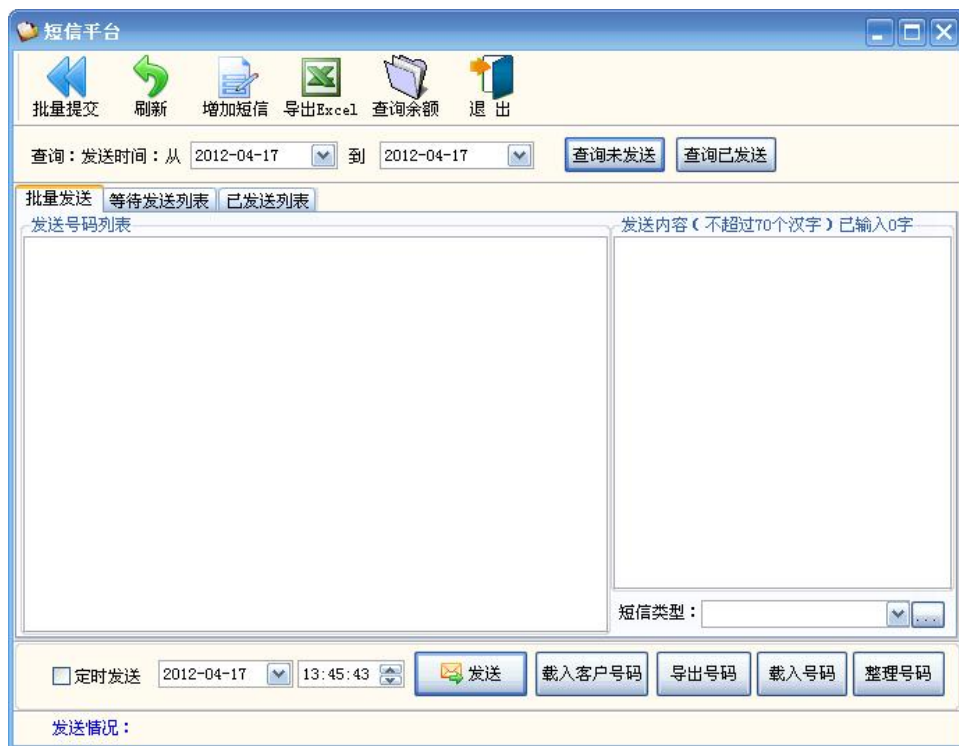 短信平台
批量提交 刷新 增加短信 导出Excel 查询余额 退 出
查询：发送时间：从 2012-04-17 到 2012-04-17 查询未发送 查询已发送
批量发送 等待发送列表 已发送列表
发送号码列表 发送内容(不超过70个汉字)已输入0字
短信类型： ...
定时发送 2012-04-17 13:45:43 发送 载入客户号码 导出号码 载入号码 整理号码
发送情况：